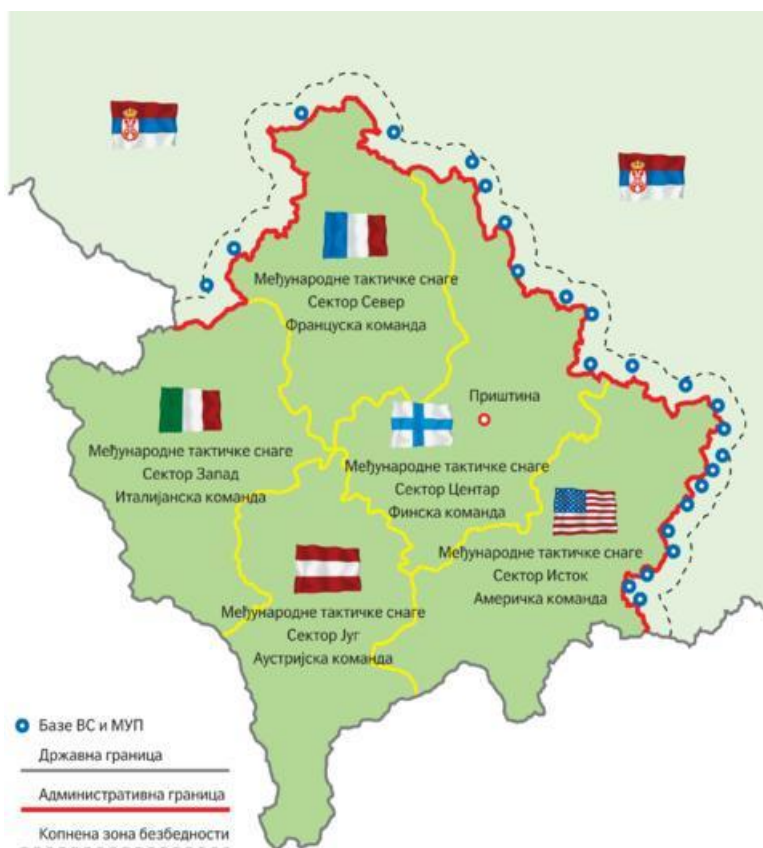 Међународне тактичке снаге
Сектор Север
Француска команда
Приштина
Међународне тактичке снаге
Сектор Запад
Италијанска команда
Међународне тактичке снаге
Сектор Центар
Финска команда
Међународне тактичке снаге
Сектор Исток
Америчка команда
Међународне тактичке снаге
Сектор Југ
Аустријска команда
Базе ВС и МУП
Државна граница
Административна граница
Копнена зона безбедности